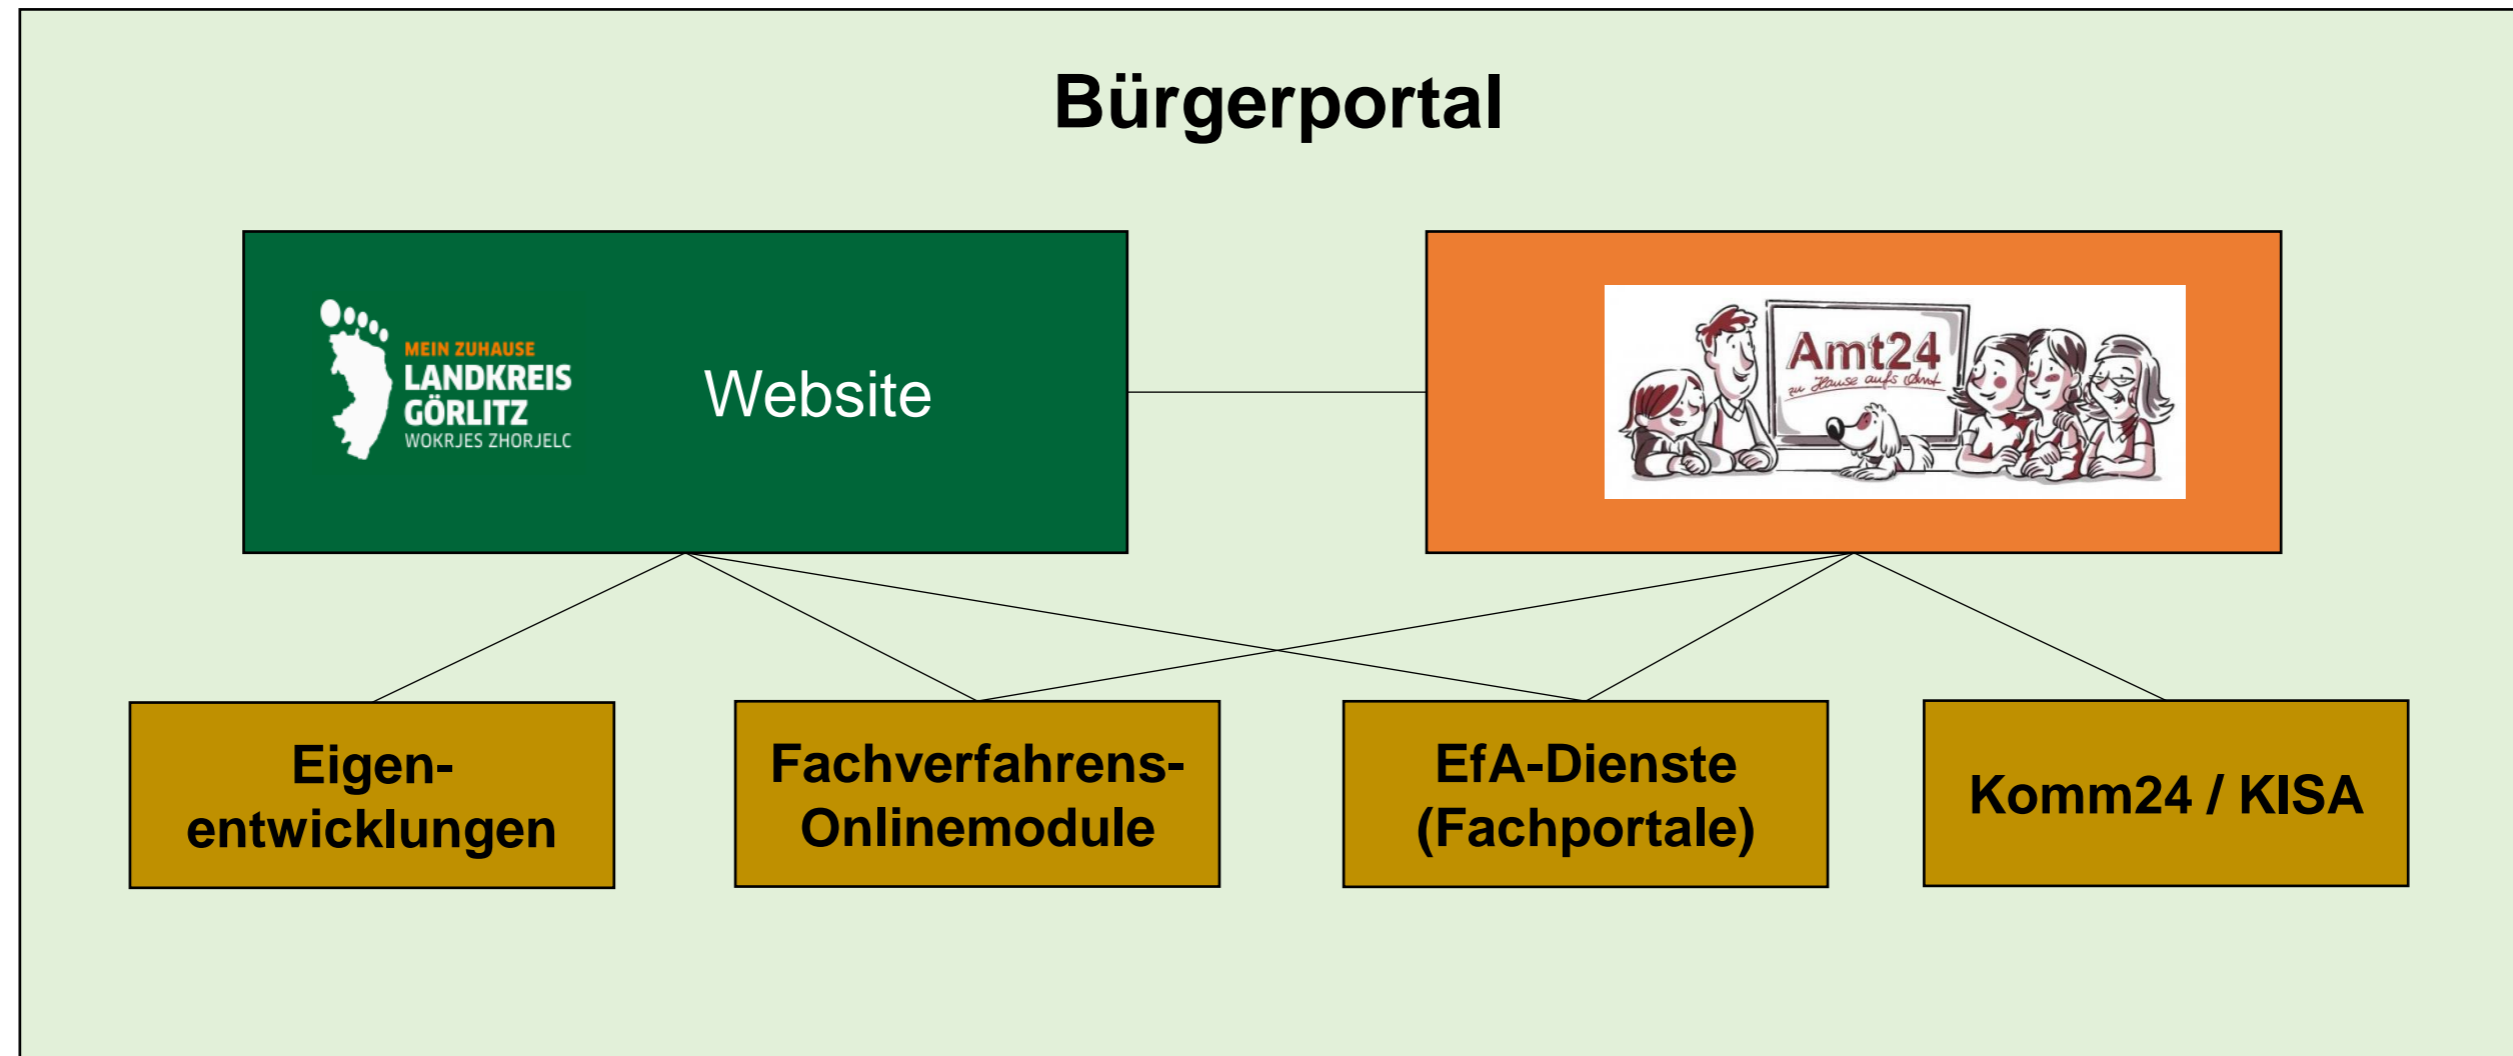 Bürgerportal
MEIN ZUHAUSE
LANDKREIS
GÖRLITZ
WOKRJES ZHORJELC
Website
Amt24
zu Hause aufs Amt
Eigen-
entwicklungen
Fachverfahrens-
Onlinemodule
EfA-Dienste
(Fachportale)
Komm24 / KISA